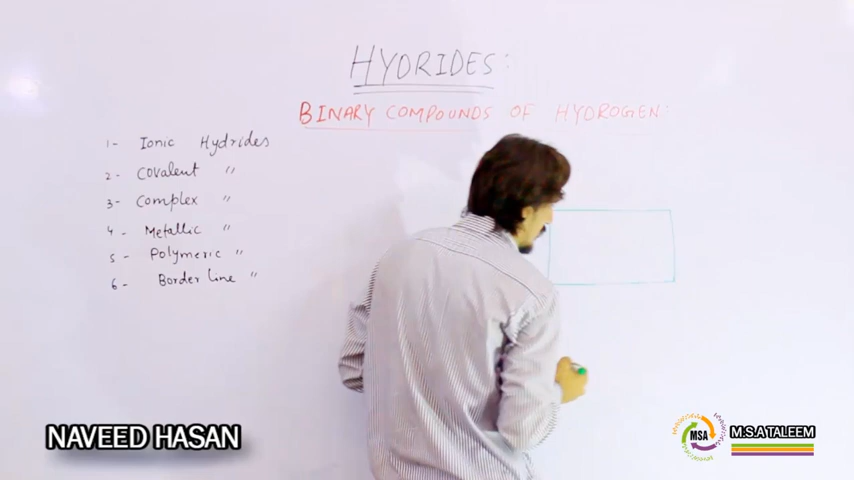 HYDRIDES:
BINARY COMPOUNDS OF HYDROGEN:
1- Ionic Hydrides
2- Covalent "
3- Complex "
4- Metallic "
5- Polymeric "
6- Border line "
NAVEED HASAN
MSA
M.S.A TALEEM